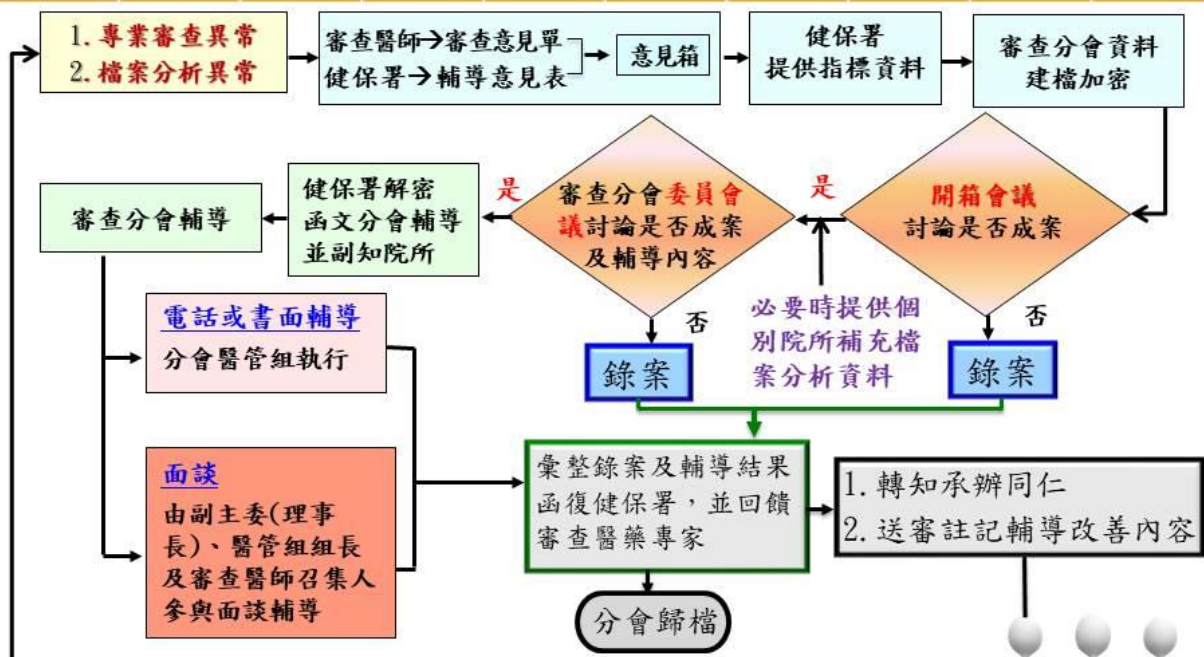 1. 專業審查異常
2. 檔案分析異常
審查醫師→審查意見單
健保署→輔導意見表
意見箱
健保署
提供指標資料
審查分會資料
建檔加密
開箱會議
討論是否成案
是
否
錄案
必要時提供個
別院所補充檔
案分析資料
審查分會委員會
議討論是否成案
及輔導內容
是
否
錄案
健保署解密
函文分會輔導
並副知院所
審查分會輔導
電話或書面輔導
分會醫管組執行
面談
由副主委(理事
長)、醫管組組長
及審查醫師召集人
參與面談輔導
彙整錄案及輔導結果
函復健保署,並回饋
審查醫藥專家
分會歸檔
1. 轉知承辦同仁
2. 送審註記輔導改善內容